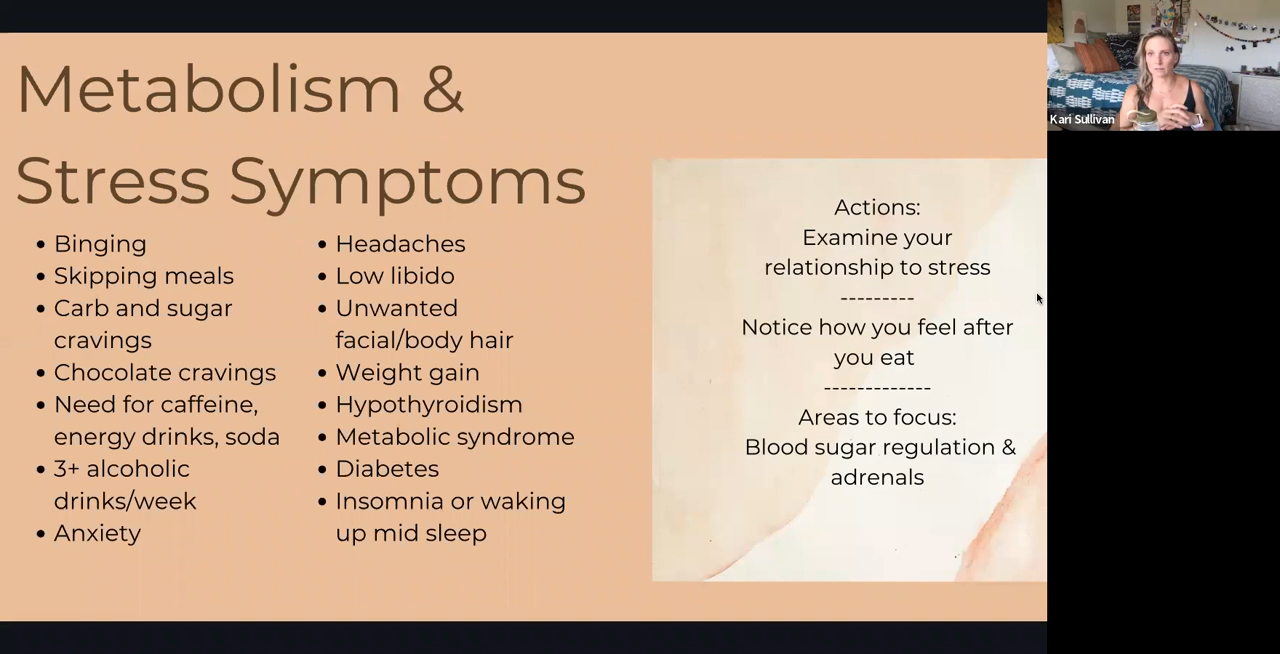 Metabolism &
Stress Symptoms
• Binging
• Skipping meals
• Carb and sugar
cravings
• Chocolate cravings
• Need for caffeine,
energy drinks, soda
• 3+ alcoholic
drinks/week
• Anxiety
• Headaches
• Low libido
• Unwanted
facial/body hair
• Weight gain
• Hypothyroidism
• Metabolic syndrome
• Diabetes
• Insomnia or waking
up mid sleep
Actions:
Examine your
relationship to stress
---------
Notice how you feel after
you eat
-------------
Areas to focus:
Blood sugar regulation &
adrenals
Kari Sullivan